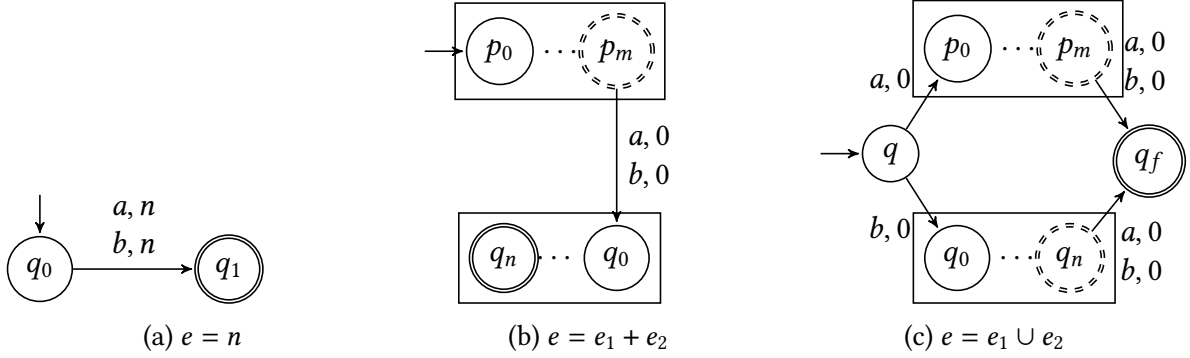 q₀
a, n
b, n
q₁
(a) e = n
p₀ ··· pₘ
a, 0
b, 0
qₙ ··· q₀
(b) e = e₁ + e₂
p₀ ··· pₘ
a, 0
b, 0
a, 0
q
q_f
b, 0
q₀ ··· qₙ
a, 0
b, 0
(c) e = e₁ ∪ e₂